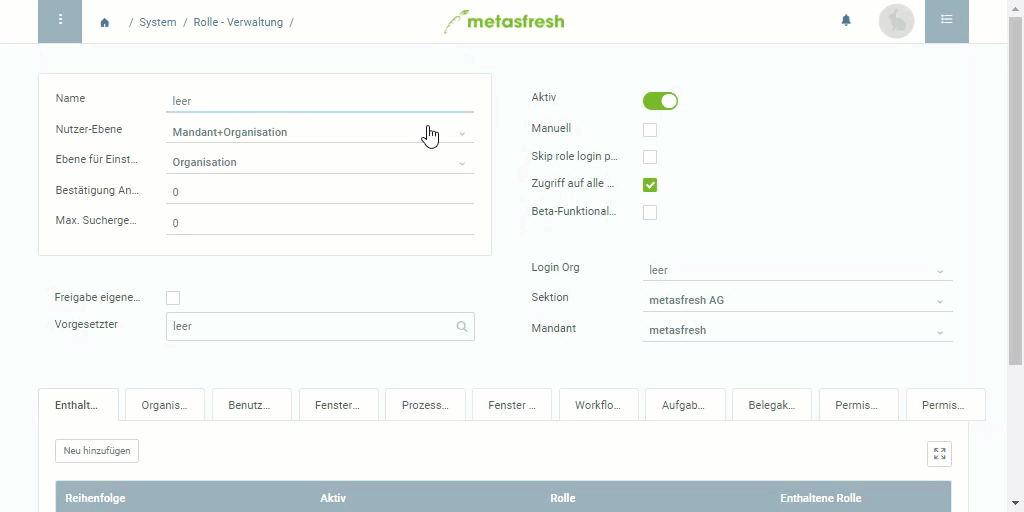 / System / Rolle - Verwaltung /
metasfresh
Name
leer
Nutzer-Ebene
Mandant+Organisation
Ebene für Einst...
Organisation
Bestätigung An...
0
Max. Sucherge...
0
Aktiv
Manuell
Skip role login p...
Zugriff auf alle ...
Beta-Funktional...
Freigabe eigene...
Vorgesetzter
leer
Login Org
leer
Sektion
metasfresh AG
Mandant
metasfresh
Enthalt... Organis... Benutz... Fenster... Prozess... Fenster ... Workflo... Aufgab... Belegak... Permis... Permis...
Neu hinzufügen
Reihenfolge Aktiv Rolle Enthaltene Rolle